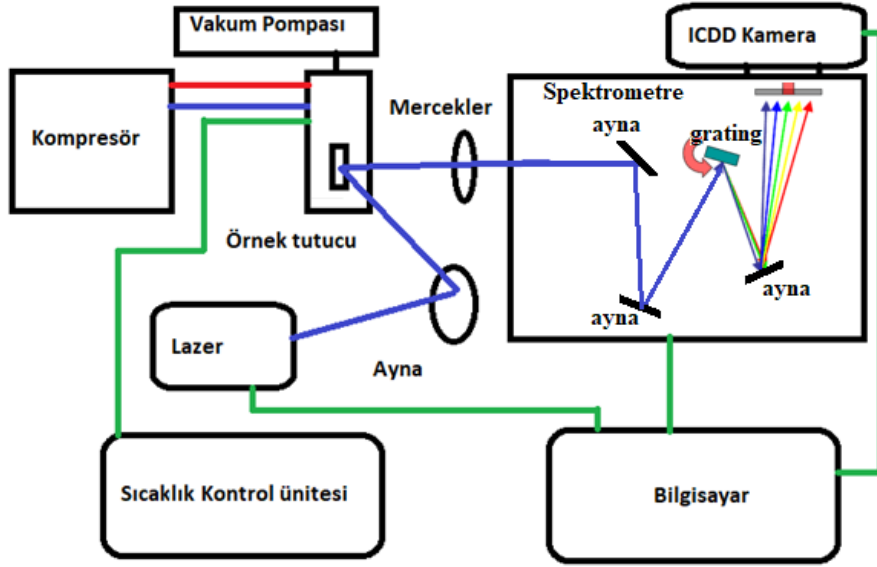 Vakum Pompası
ICDD Kamera
Kompresör
Mercekler
Spektrometre
ayna
grating
Örnek tutucu
ayna
ayna
Lazer
Ayna
Sıcaklık Kontrol ünitesi
Bilgisayar